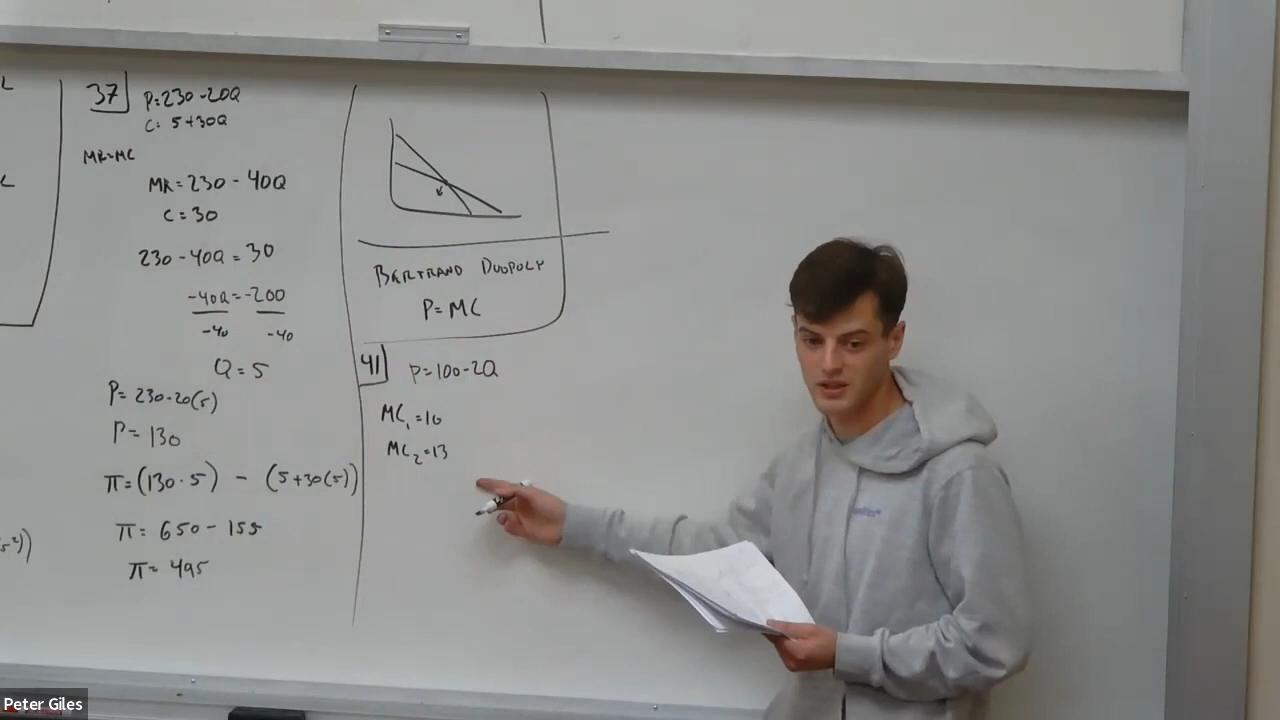 37
P=230-20Q
C= 5+30Q
MR=MC
MR=230-40Q
C=30
230-40Q=30
-40Q=-200
-40 -40
Q=5
P=230-20(5)
P=130
π=(130·5) - (5+30(5))
π=650-155
π=495
BERTRAND DUOPOLY
P=MC
41
P=100-2Q
MC₁=10
MC₂=13
Peter Giles